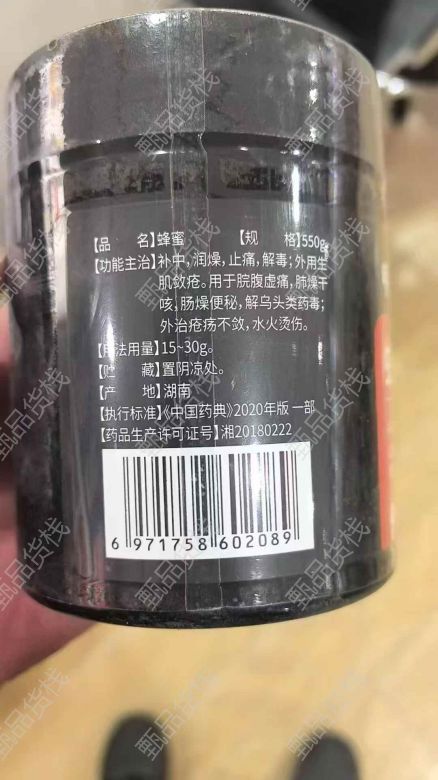 【品 名】蜂蜜 【规 格】550g
【功能主治】补中,润燥,止痛,解毒;外用生
肌敛疮。用于脘腹虚痛,肺燥干
咳,肠燥便秘,解乌头类药毒;
外治疮疡不敛,水火烫伤。
【用法用量】15~30g。
【贮 藏】置阴凉处。
【产 地】湖南
【执行标准】《中国药典》2020年版 一部
【药品生产许可证号】湘20180222
6 971758 602089
甄品货栈